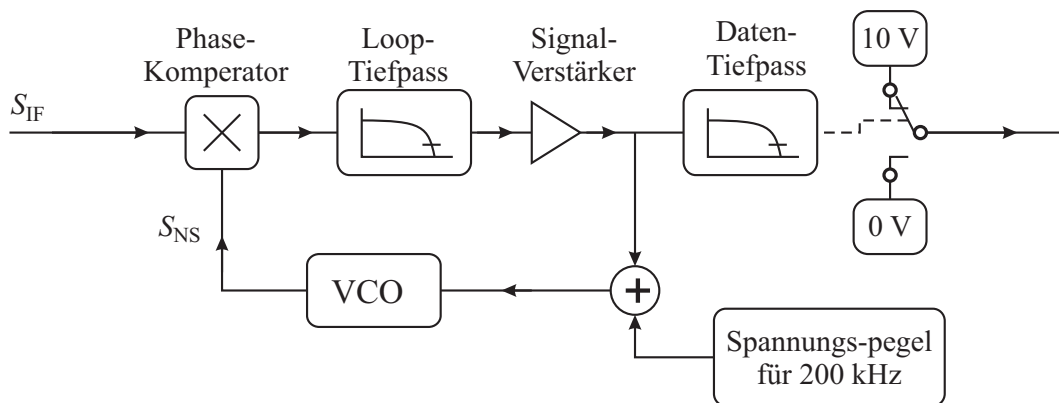 Phase-
Komperator
Loop-
Tiefpass
Signal-
Verstärker
Daten-
Tiefpass
10 V
S_IF
S_NS
0 V
VCO
+
Spannungs-pegel
für 200 kHz